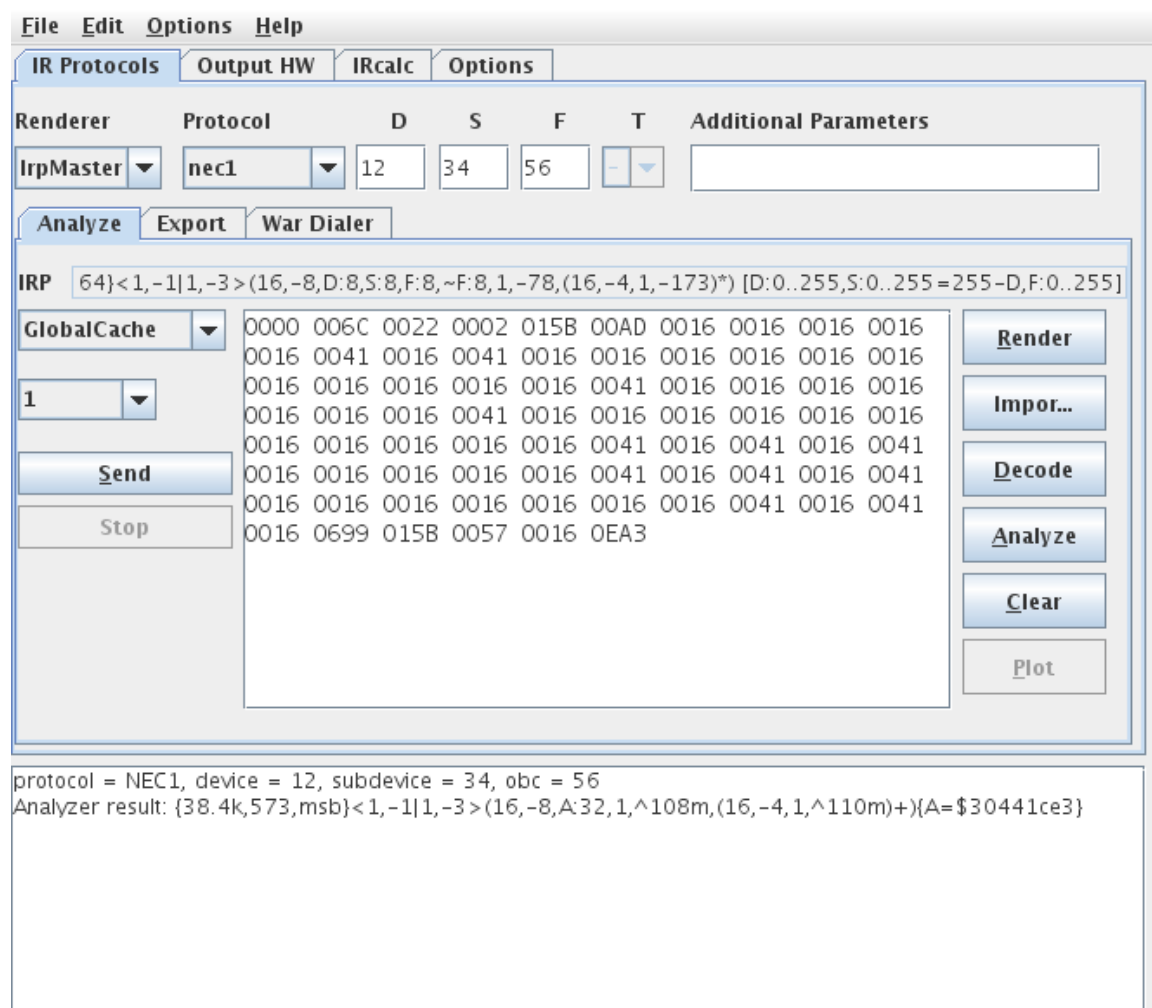 File Edit Options Help
IR Protocols Output HW IRcalc Options
Renderer Protocol D S F T Additional Parameters
IrpMaster nec1 12 34 56 -
Analyze Export War Dialer
IRP 64}<1,-1|1,-3>(16,-8,D:8,S:8,F:8,~F:8,1,-78,(16,-4,1,-173)*) [D:0..255,S:0..255=255-D,F:0..255]
GlobalCache
1
Send
Stop
0000 006C 0022 0002 015B 00AD 0016 0016 0016 0016
0016 0041 0016 0041 0016 0016 0016 0016 0016 0016
0016 0016 0016 0016 0016 0041 0016 0016 0016 0016
0016 0016 0016 0041 0016 0016 0016 0016 0016 0016
0016 0016 0016 0016 0016 0041 0016 0041 0016 0041
0016 0016 0016 0016 0016 0041 0016 0041 0016 0041
0016 0016 0016 0016 0016 0016 0016 0041 0016 0041
0016 0699 015B 0057 0016 0EA3
Render
Impor...
Decode
Analyze
Clear
Plot
protocol = NEC1, device = 12, subdevice = 34, obc = 56
Analyzer result: {38.4k,573,msb}<1,-1|1,-3>(16,-8,A:32,1,^108m,(16,-4,1,^110m)+){A=$30441ce3}